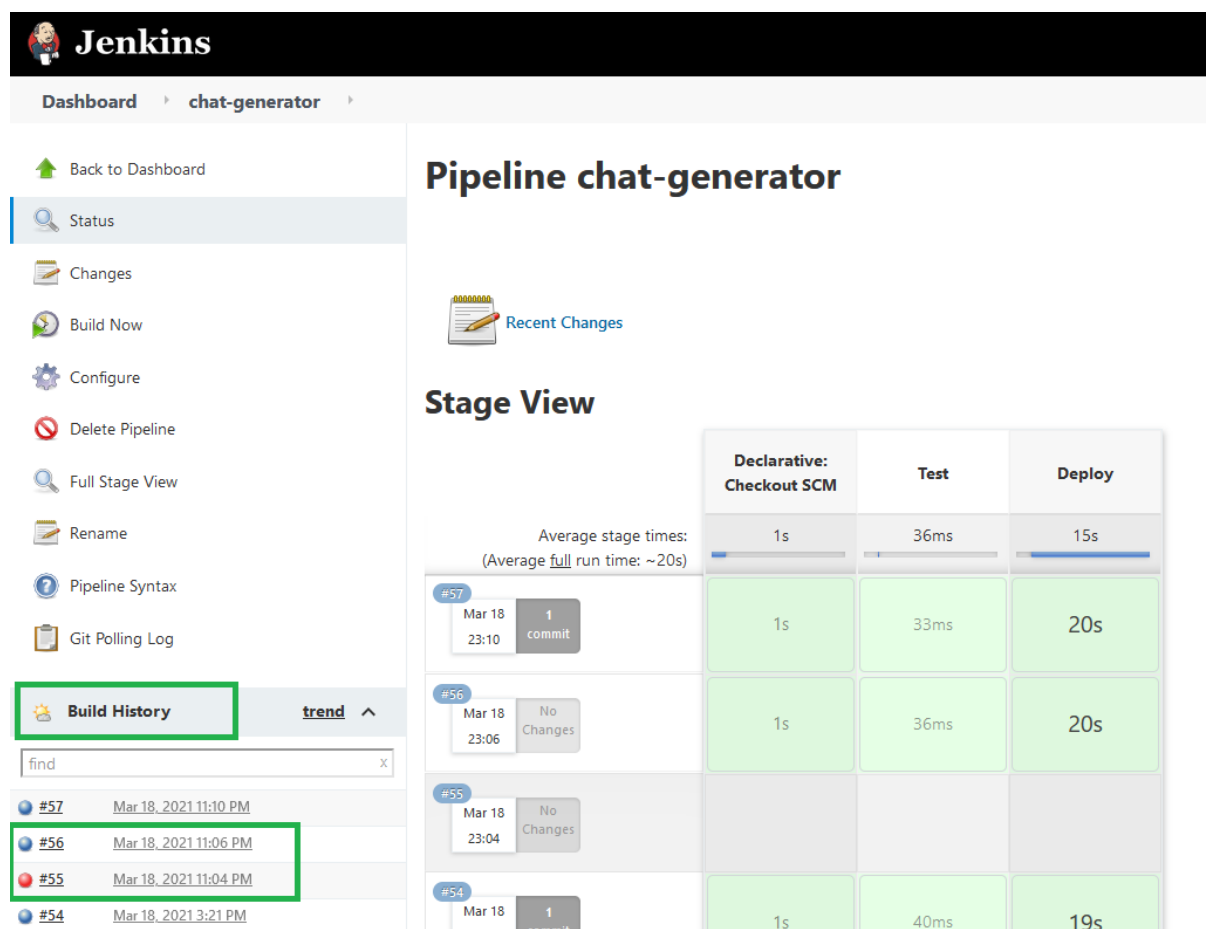 Jenkins
Dashboard chat-generator
Back to Dashboard
Status
Changes
Build Now
Configure
Delete Pipeline
Full Stage View
Rename
Pipeline Syntax
Git Polling Log
Build History trend
find x
#57 Mar 18, 2021 11:10 PM
#56 Mar 18, 2021 11:06 PM
#55 Mar 18, 2021 11:04 PM
#54 Mar 18, 2021 3:21 PM
Pipeline chat-generator
Recent Changes
Stage View
Declarative:
Checkout SCM
Test
Deploy
Average stage times:
(Average full run time: ~20s)
1s
36ms
15s
#57
Mar 18
23:10
1
commit
1s
33ms
20s
#56
Mar 18
23:06
No
Changes
1s
36ms
20s
#55
Mar 18
23:04
No
Changes
#54
Mar 18
1
commit
1s
40ms
19s